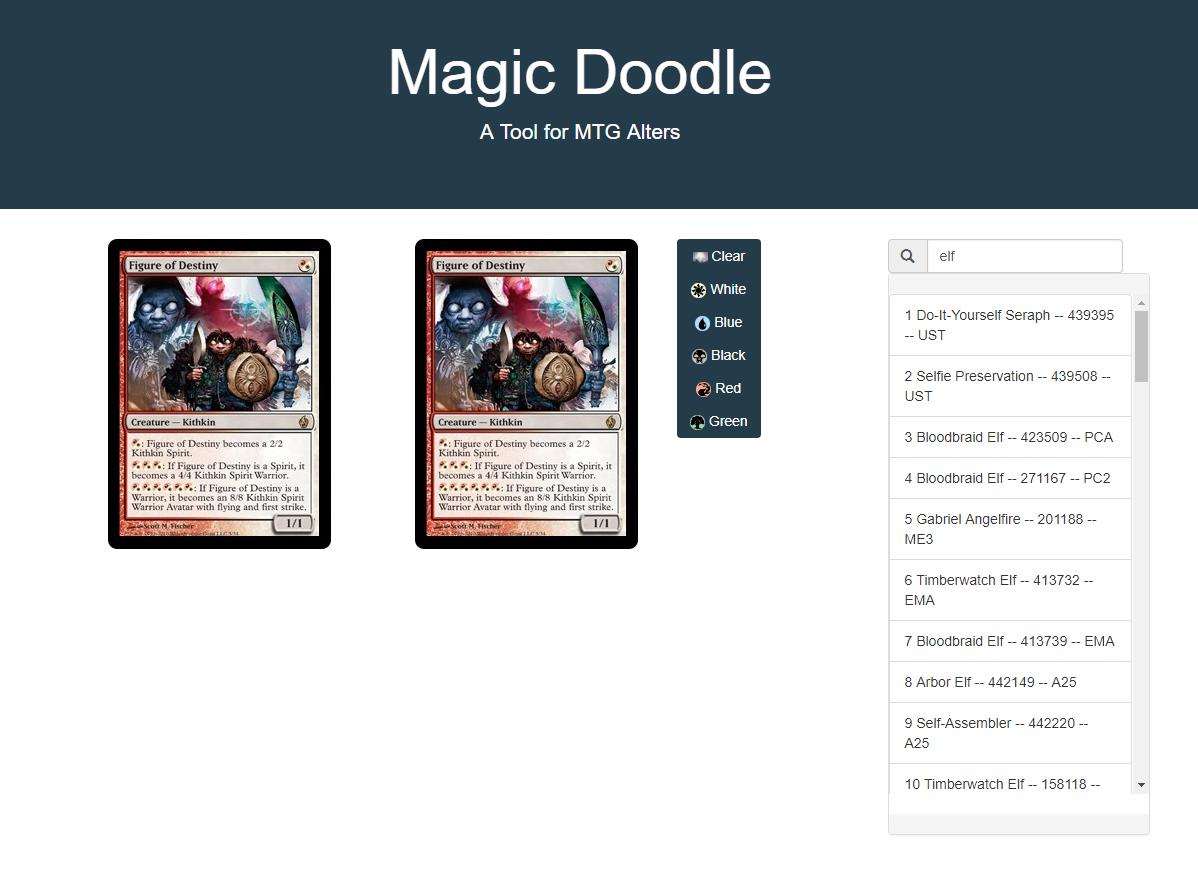 Magic Doodle
A Tool for MTG Alters
Figure of Destiny
Creature — Kithkin
: Figure of Destiny becomes a 2/2
Kithkin Spirit.
: If Figure of Destiny is a Spirit, it
becomes a 4/4 Kithkin Spirit Warrior.
: If Figure of Destiny is a
Warrior, it becomes an 8/8 Kithkin Spirit
Warrior Avatar with flying and first strike.
1/1
Scott M. Fischer
Figure of Destiny
Creature — Kithkin
: Figure of Destiny becomes a 2/2
Kithkin Spirit.
: If Figure of Destiny is a Spirit, it
becomes a 4/4 Kithkin Spirit Warrior.
: If Figure of Destiny is a
Warrior, it becomes an 8/8 Kithkin Spirit
Warrior Avatar with flying and first strike.
1/1
Scott M. Fischer
Clear
White
Blue
Black
Red
Green
elf
1 Do-It-Yourself Seraph -- 439395
-- UST
2 Selfie Preservation -- 439508 --
UST
3 Bloodbraid Elf -- 423509 -- PCA
4 Bloodbraid Elf -- 271167 -- PC2
5 Gabriel Angelfire -- 201188 --
ME3
6 Timberwatch Elf -- 413732 --
EMA
7 Bloodbraid Elf -- 413739 -- EMA
8 Arbor Elf -- 442149 -- A25
9 Self-Assembler -- 442220 --
A25
10 Timberwatch Elf -- 158118 --